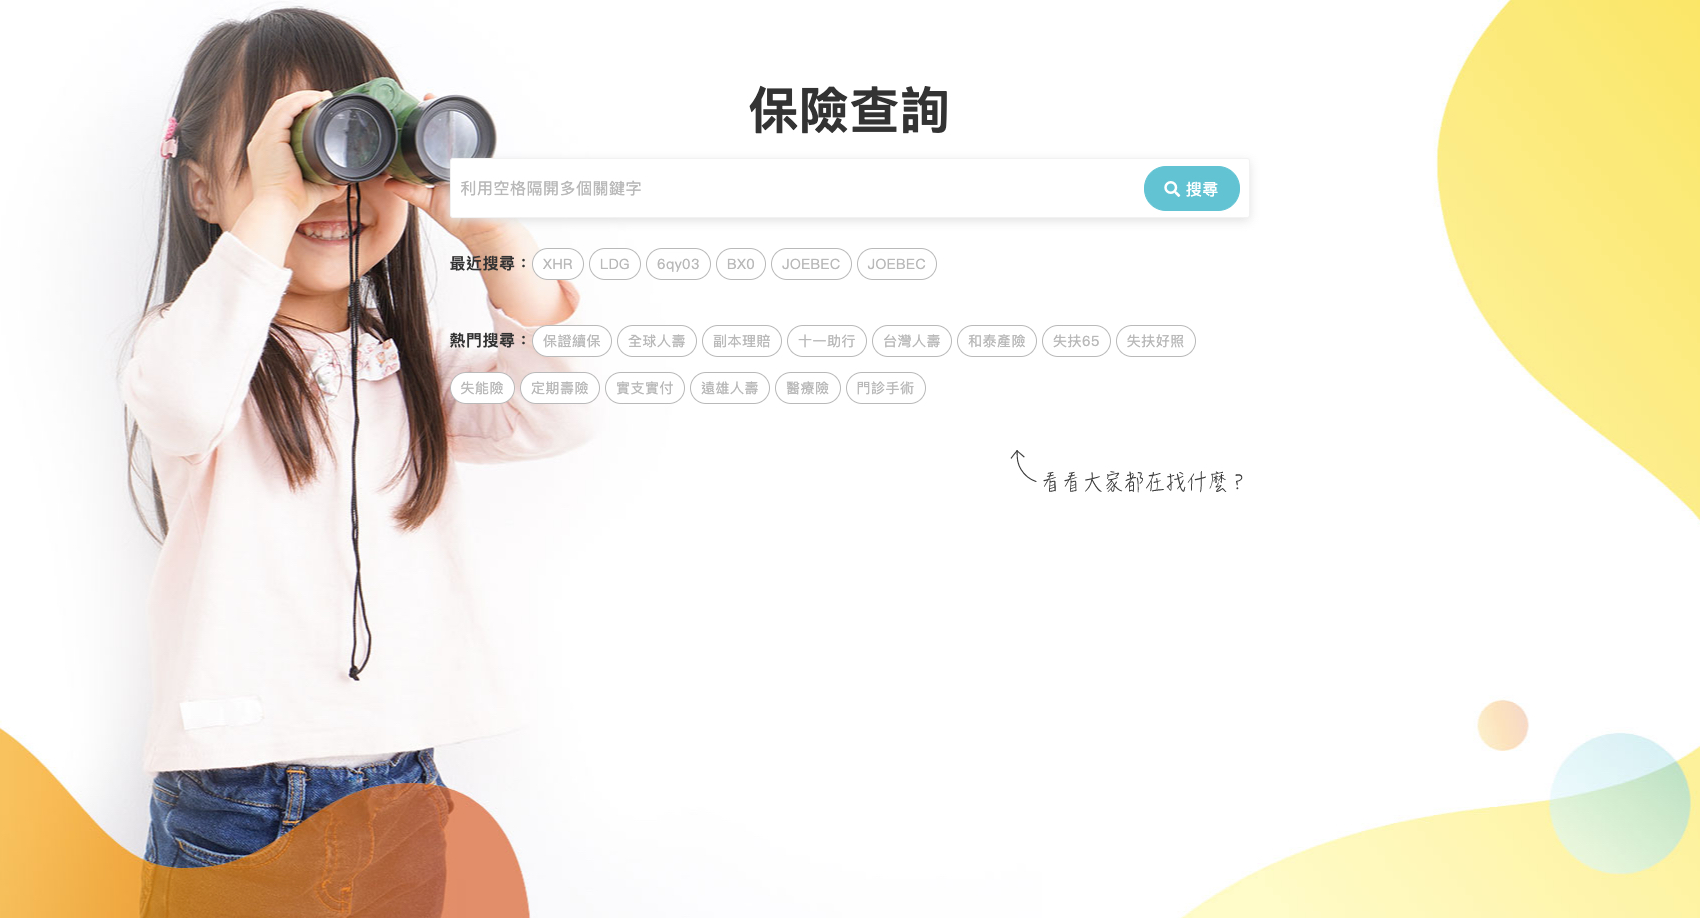 保險查詢
利用空格隔開多個關鍵字
搜尋
最近搜尋： XHR LDG 6qy03 BX0 JOEBEC JOEBEC
熱門搜尋： 保證續保 全球人壽 副本理賠 十一助行 台灣人壽 和泰產險 失扶65 失扶好照
失能險 定期壽險 實支實付 遠雄人壽 醫療險 門診手術
看看大家都在找什麼？